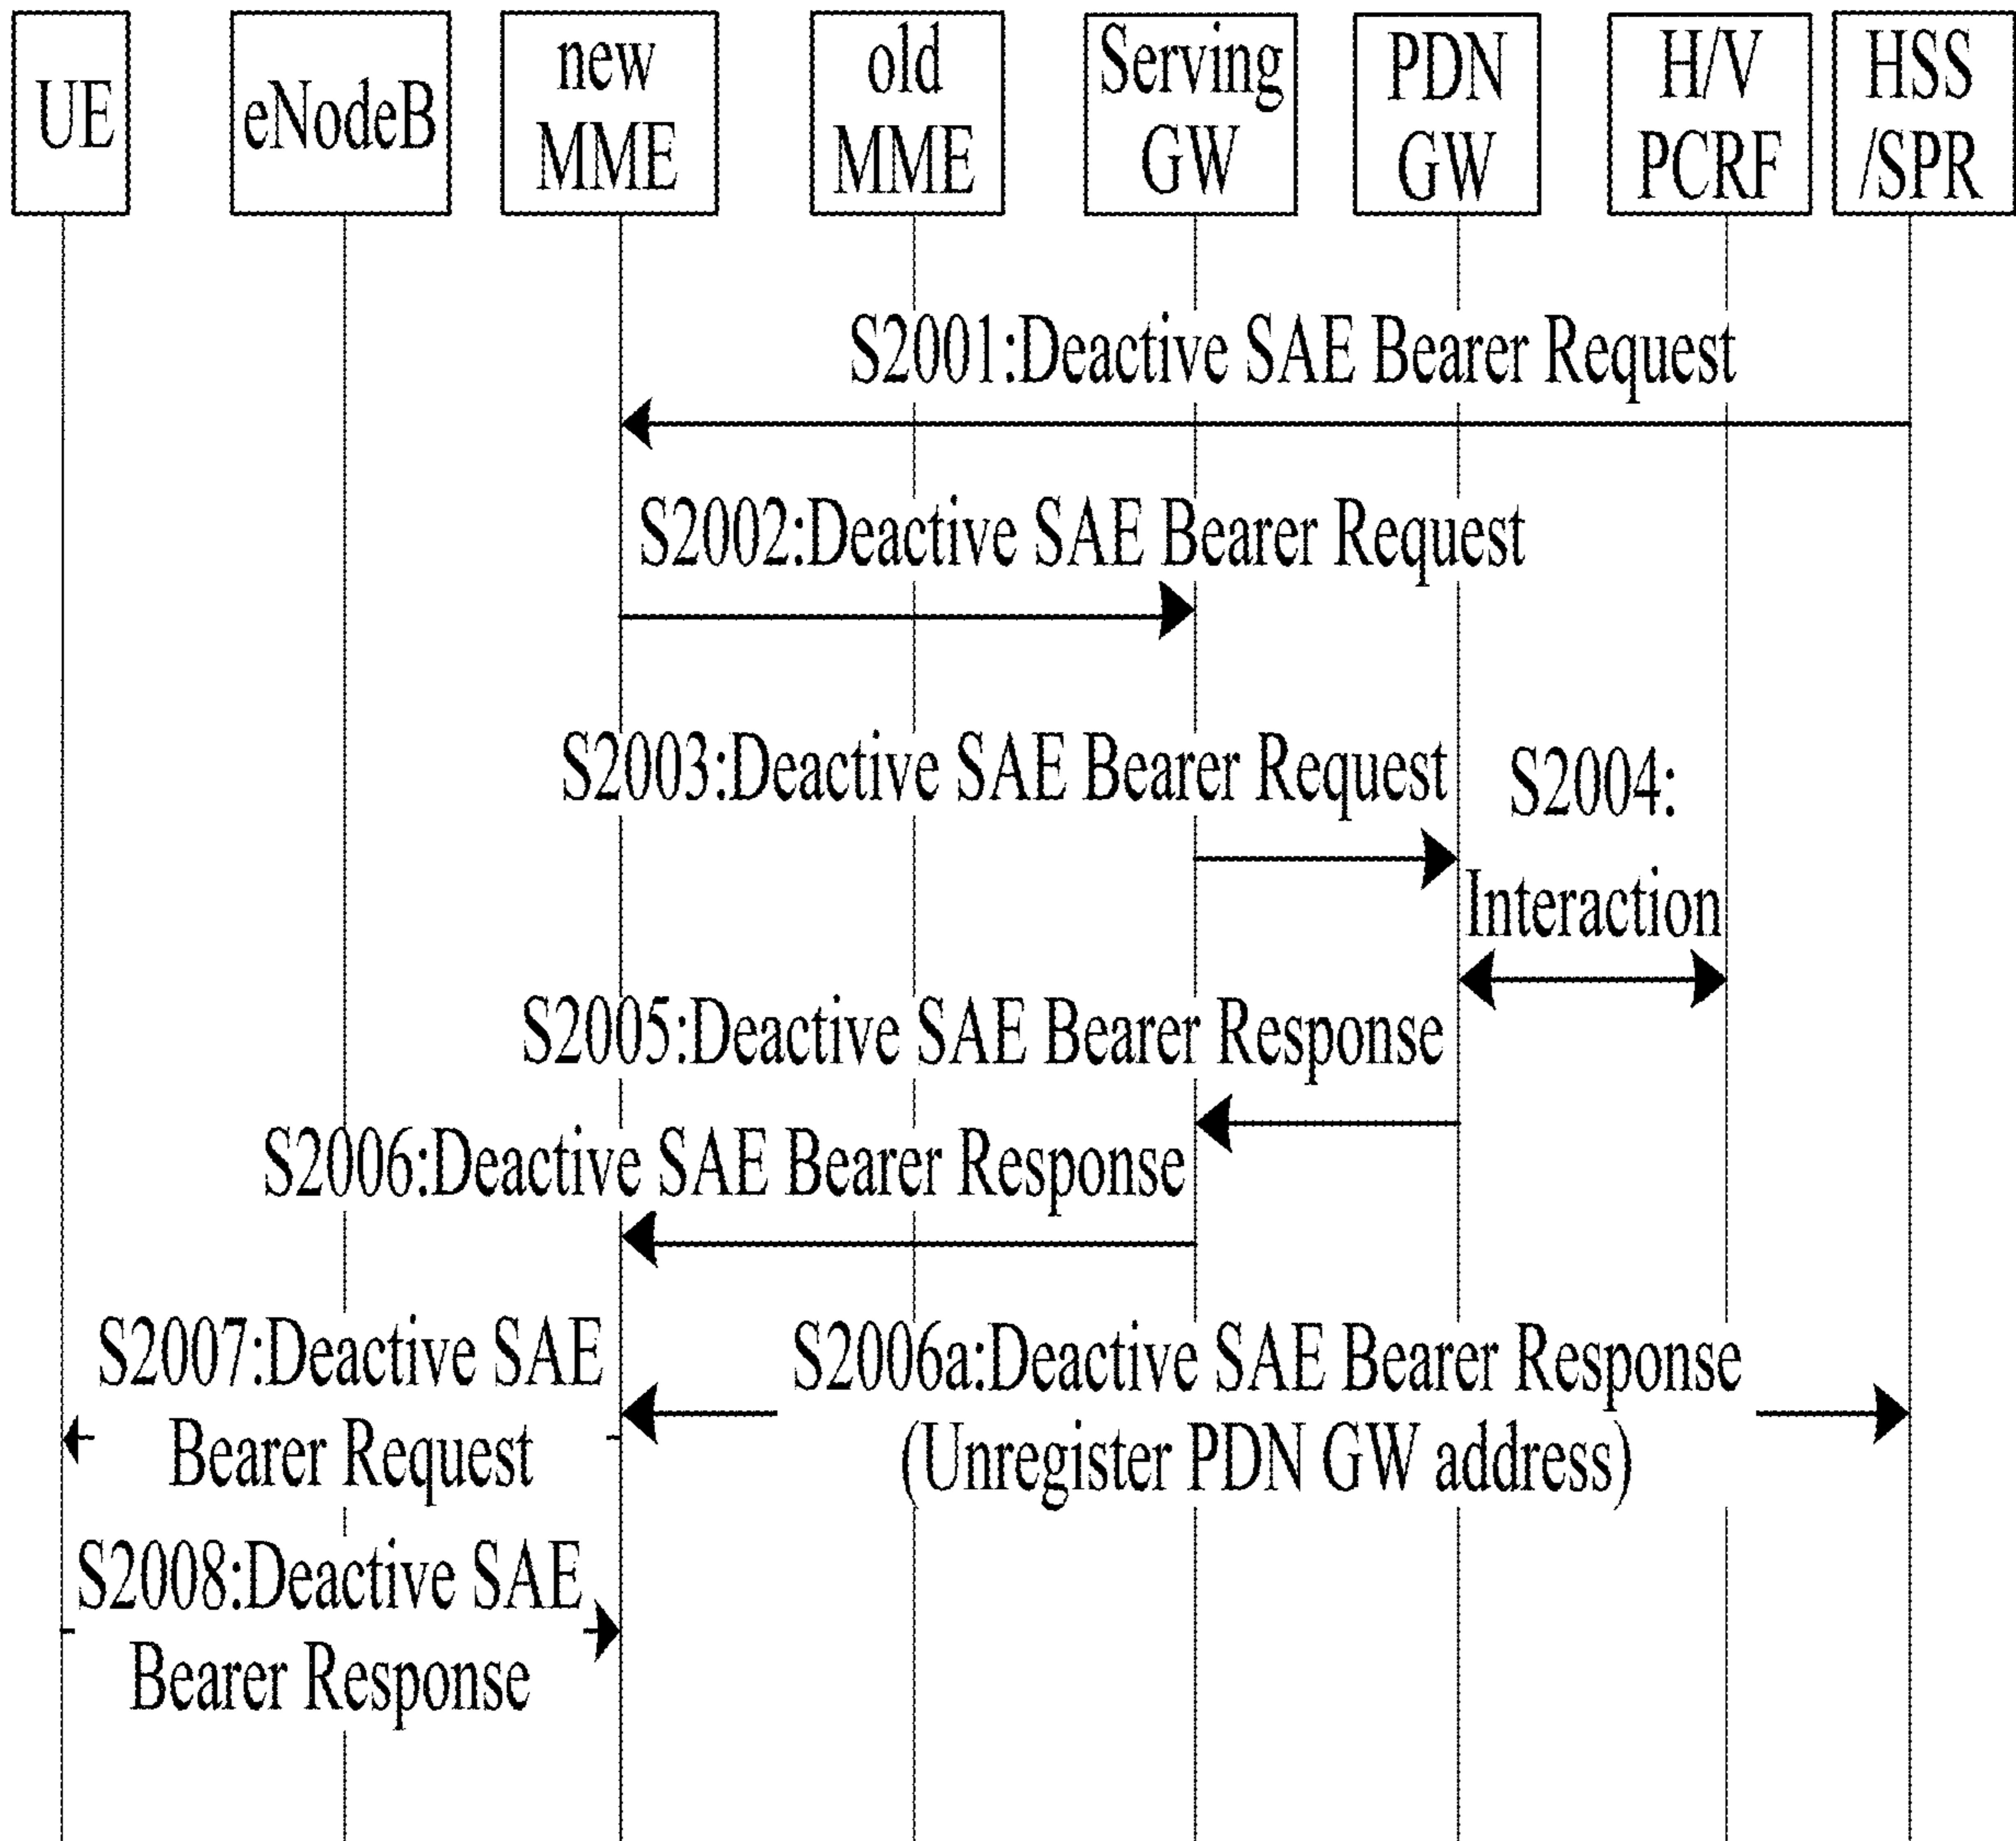 UE
eNodeB
new
MME
old
MME
Serving
GW
PDN
GW
H/V
PCRF
HSS
/SPR
S2001:Deactive SAE Bearer Request
S2002:Deactive SAE Bearer Request
S2003:Deactive SAE Bearer Request
S2004:
Interaction
S2005:Deactive SAE Bearer Response
S2006:Deactive SAE Bearer Response
S2007:Deactive SAE
Bearer Request
S2006a:Deactive SAE Bearer Response
(Unregister PDN GW address)
S2008:Deactive SAE
Bearer Response